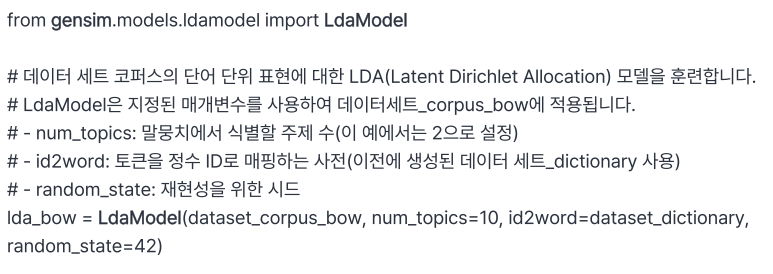 from gensim.models.ldamodel import LdaModel
# 데이터 세트 코퍼스의 단어 단위 표현에 대한 LDA(Latent Dirichlet Allocation) 모델을 훈련합니다.
# LdaModel은 지정된 매개변수를 사용하여 데이터세트_corpus_bow에 적용됩니다.
# - num_topics: 말뭉치에서 식별할 주제 수(이 예에서는 2으로 설정)
# - id2word: 토큰을 정수 ID로 매핑하는 사전(이전에 생성된 데이터 세트_dictionary 사용)
# - random_state: 재현성을 위한 시드
lda_bow = LdaModel(dataset_corpus_bow, num_topics=10, id2word=dataset_dictionary,
random_state=42)